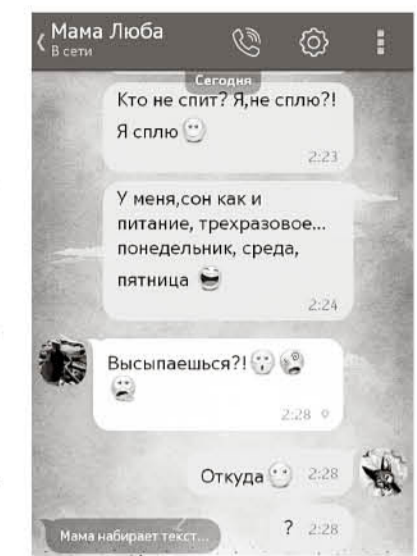 Мама Люба
В сети
Сегодня
Кто не спит? Я,не сплю?!
Я сплю
2:23
У меня,сон как и
питание, трехразовое...
понедельник, среда,
пятница
2:24
Высыпаешься?!
2:28
Откуда 2:28
? 2:28
Мама набирает текст...